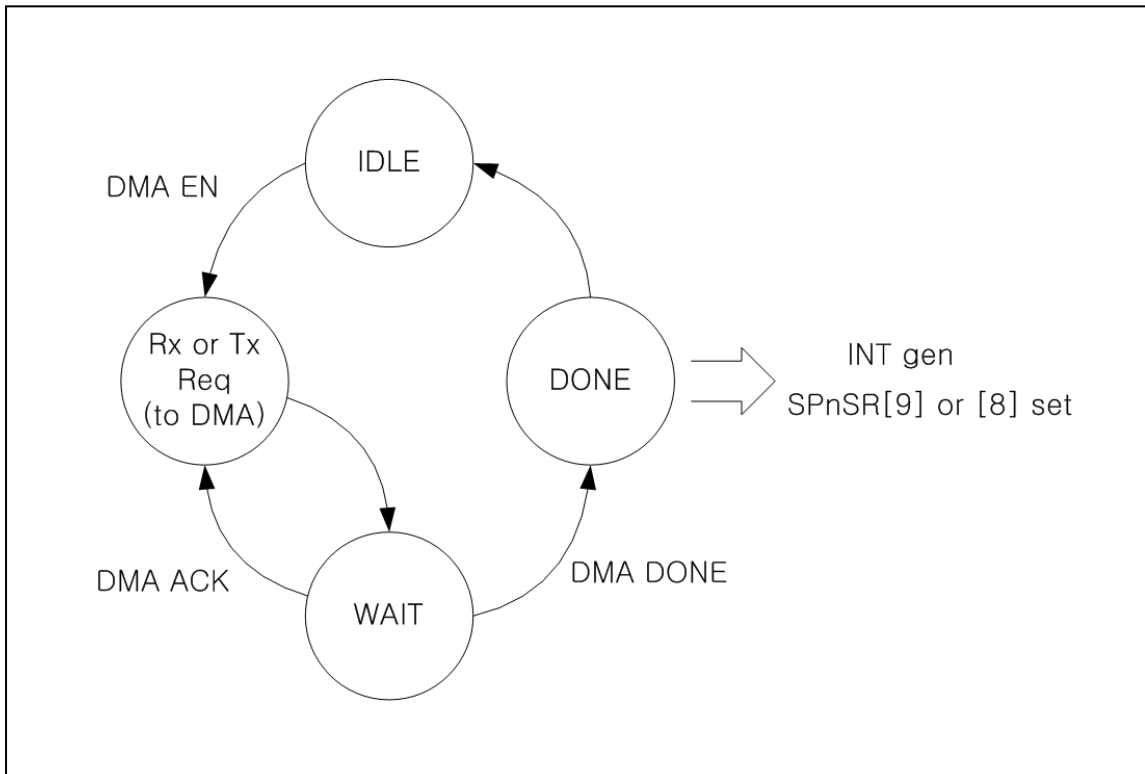 IDLE
DMA EN
Rx or Tx
Req
(to DMA)
DONE
INT gen
SPnSR[9] or [8] set
DMA ACK
DMA DONE
WAIT